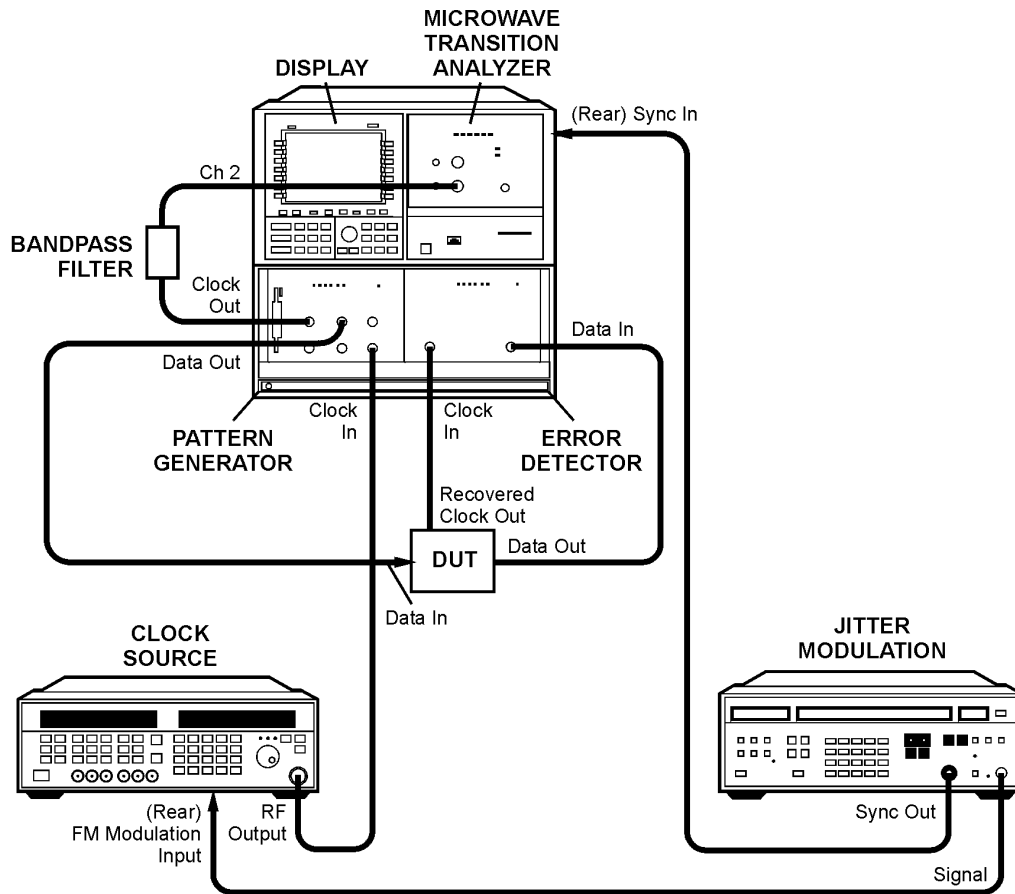 MICROWAVE
TRANSITION
ANALYZER
DISPLAY
(Rear) Sync In
Ch 2
BANDPASS
FILTER
Clock
Out
Data In
Data Out
Clock
In
Clock
In
PATTERN
GENERATOR
ERROR
DETECTOR
Recovered
Clock Out
DUT
Data Out
Data In
CLOCK
SOURCE
JITTER
MODULATION
(Rear)
FM Modulation
Input
RF
Output
Sync Out
Signal